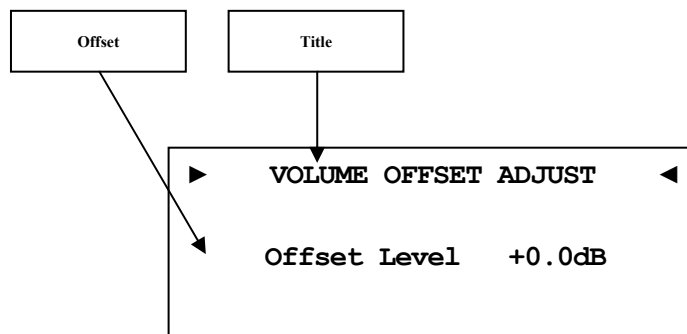 Offset
Title
► VOLUME OFFSET ADJUST ◄
Offset Level +0.0dB